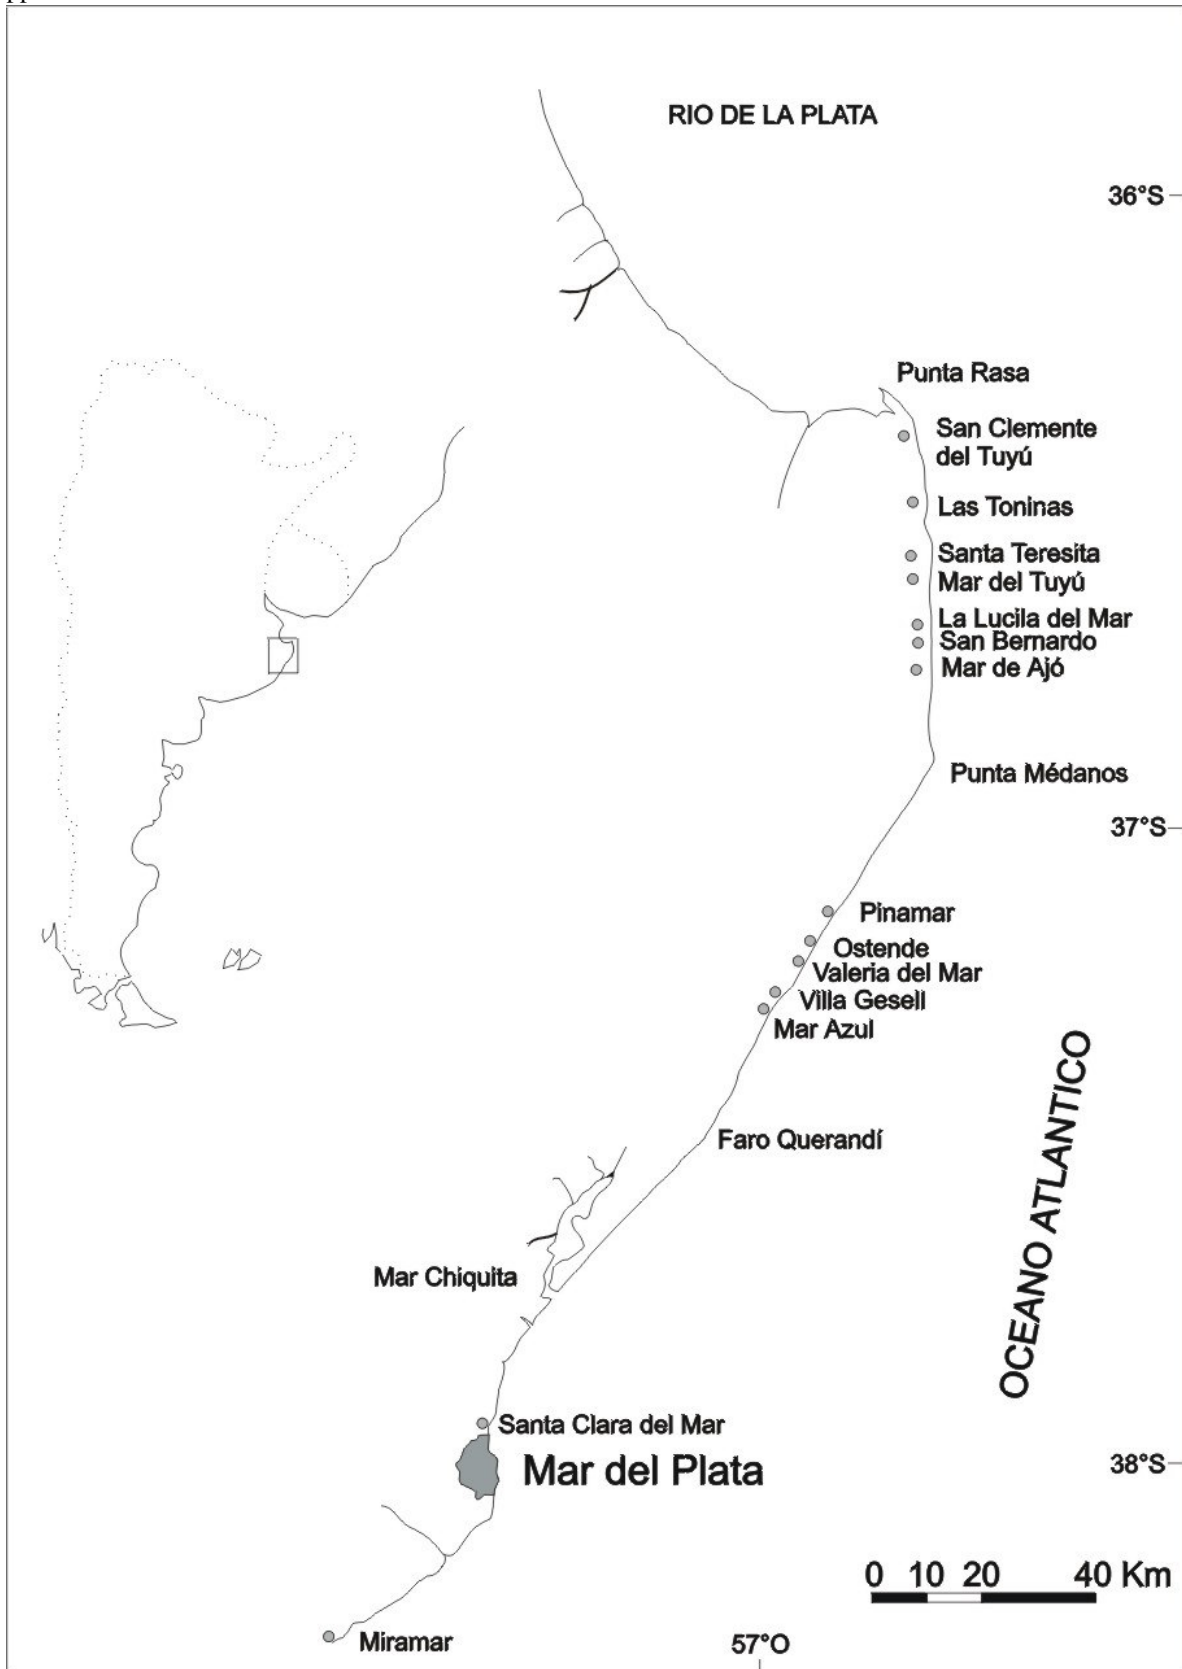 RIO DE LA PLATA
36°S
Punta Rasa
San Clemente
del Tuyú
Las Toninas
Santa Teresita
Mar del Tuyú
La Lucila del Mar
San Bernardo
Mar de Ajó
Punta Médanos
37°S
Pinamar
Ostende
Valeria del Mar
Villa Gesell
Mar Azul
OCEANO ATLANTICO
Faro Querandí
Mar Chiquita
Santa Clara del Mar
Mar del Plata
38°S
0 10 20 40 Km
Miramar
57°O